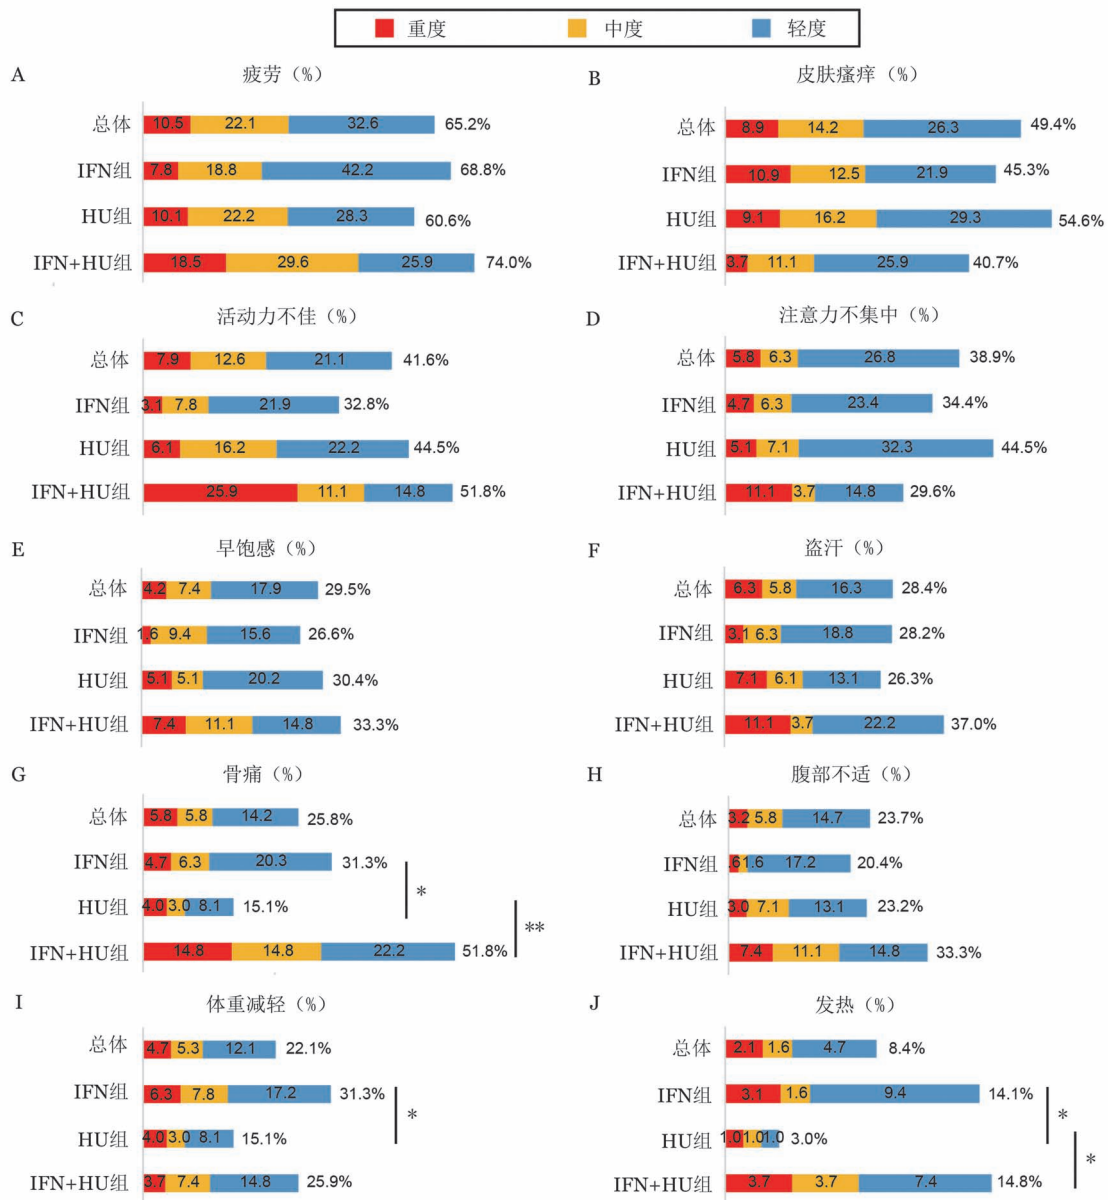 重度 中度 轻度
A 疲劳（%）
总体 10.5 22.1 32.6 65.2%
IFN组 7.8 18.8 42.2 68.8%
HU组 10.1 22.2 28.3 60.6%
IFN+HU组 18.5 29.6 25.9 74.0%
B 皮肤瘙痒（%）
总体 8.9 14.2 26.3 49.4%
IFN组 10.9 12.5 21.9 45.3%
HU组 9.1 16.2 29.3 54.6%
IFN+HU组 3.7 11.1 25.9 40.7%
C 活动力不佳（%）
总体 7.9 12.6 21.1 41.6%
IFN组 3.1 7.8 21.9 32.8%
HU组 6.1 16.2 22.2 44.5%
IFN+HU组 25.9 11.1 14.8 51.8%
D 注意力不集中（%）
总体 5.8 6.3 26.8 38.9%
IFN组 4.7 6.3 23.4 34.4%
HU组 5.1 7.1 32.3 44.5%
IFN+HU组 11.1 3.7 14.8 29.6%
E 早饱感（%）
总体 4.2 7.4 17.9 29.5%
IFN组 1.6 9.4 15.6 26.6%
HU组 5.1 5.1 20.2 30.4%
IFN+HU组 7.4 11.1 14.8 33.3%
F 盗汗（%）
总体 6.3 5.8 16.3 28.4%
IFN组 3.1 6.3 18.8 28.2%
HU组 7.1 6.1 13.1 26.3%
IFN+HU组 11.1 3.7 22.2 37.0%
G 骨痛（%）
总体 5.8 5.8 14.2 25.8%
IFN组 4.7 6.3 20.3 31.3%
*
HU组 4.0 3.0 8.1 15.1%
**
IFN+HU组 14.8 14.8 22.2 51.8%
H 腹部不适（%）
总体 3.2 5.8 14.7 23.7%
IFN组 .6 1.6 17.2 20.4%
HU组 3.0 7.1 13.1 23.2%
IFN+HU组 7.4 11.1 14.8 33.3%
I 体重减轻（%）
总体 4.7 5.3 12.1 22.1%
IFN组 6.3 7.8 17.2 31.3%
*
HU组 4.0 3.0 8.1 15.1%
IFN+HU组 3.7 7.4 14.8 25.9%
J 发热（%）
总体 2.1 1.6 4.7 8.4%
IFN组 3.1 1.6 9.4 14.1%
*
HU组 1.0 1.0 1.0 3.0%
*
IFN+HU组 3.7 3.7 7.4 14.8%